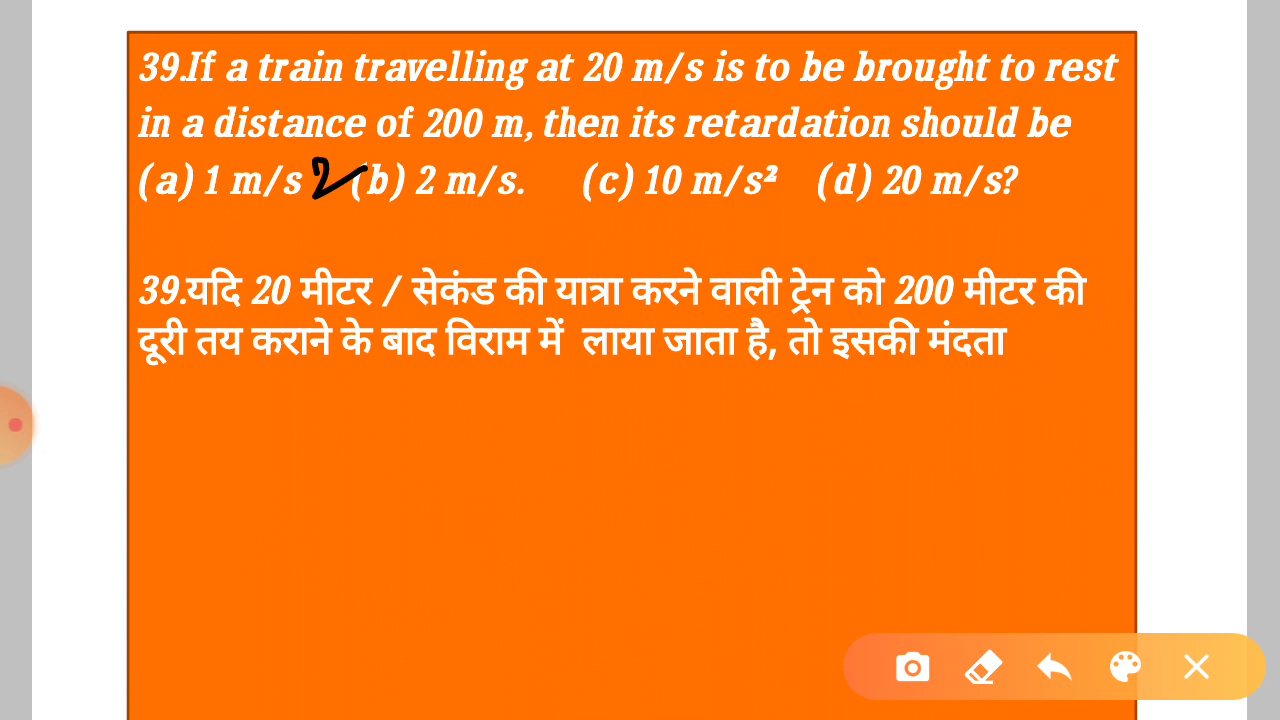 39.If a train travelling at 20 m/s is to be brought to rest
in a distance of 200 m, then its retardation should be
(a) 1 m/s 2 (b) 2 m/s. (c) 10 m/s² (d) 20 m/s?
39.यदि 20 मीटर / सेकंड की यात्रा करने वाली ट्रेन को 200 मीटर की
दूरी तय कराने के बाद विराम में लाया जाता है, तो इसकी मंदता